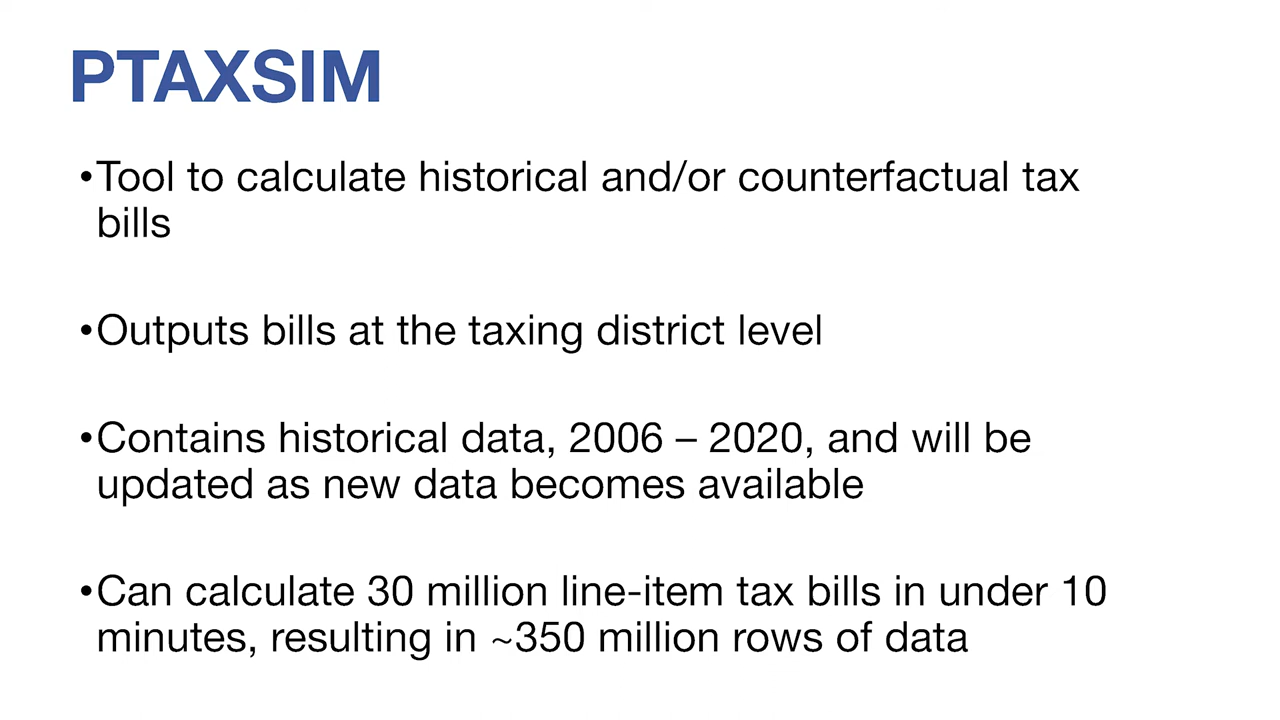 PTAXSIM
•Tool to calculate historical and/or counterfactual tax
bills
•Outputs bills at the taxing district level
•Contains historical data, 2006 – 2020, and will be
updated as new data becomes available
•Can calculate 30 million line-item tax bills in under 10
minutes, resulting in ~350 million rows of data